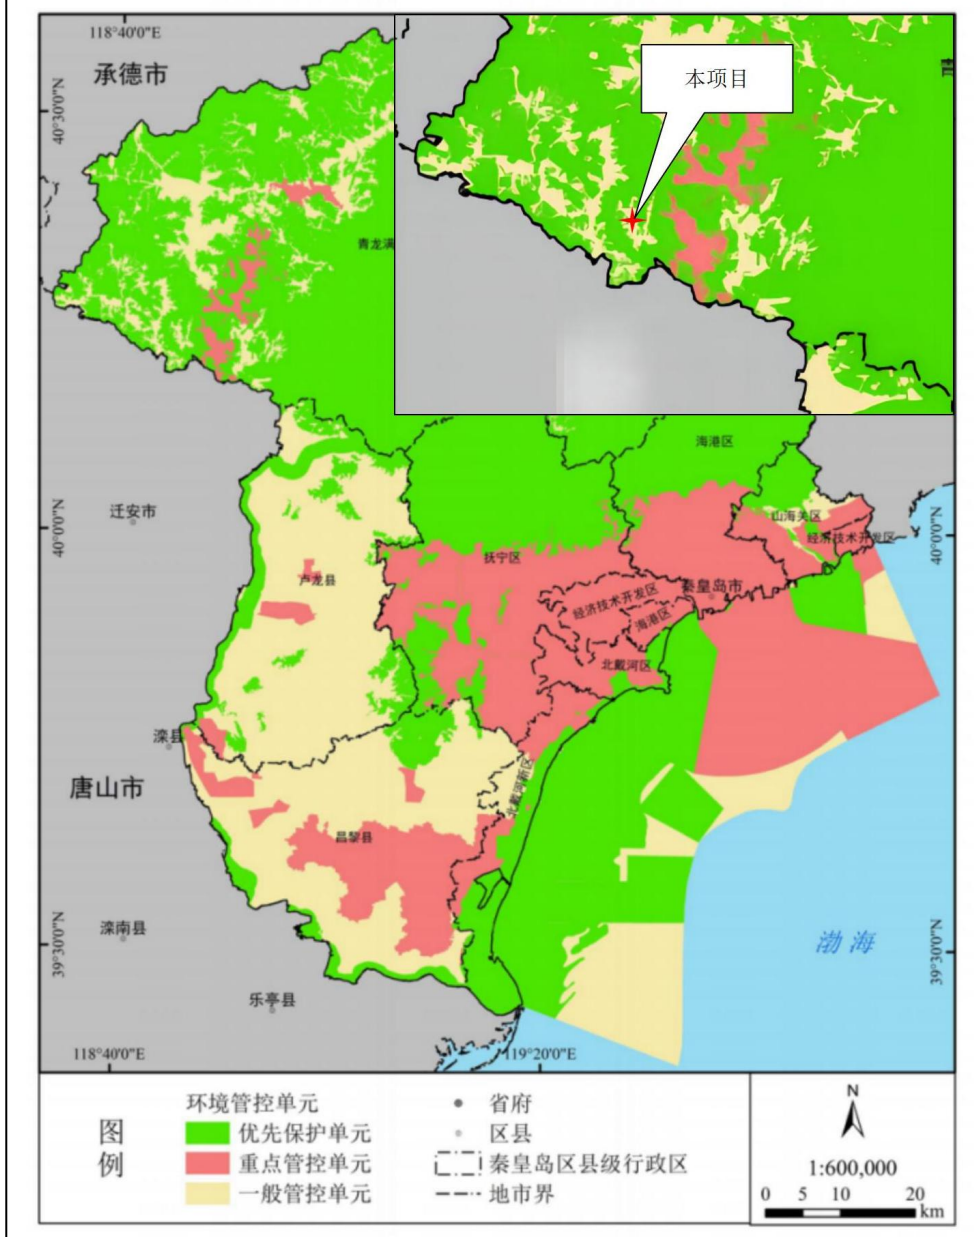 118°40'0"E
承德市
40°30'0"N
本项目
青龙满
海港区
迁安市
40°0'0"N
山海关区
经济技术开发区
40°0'0"N
抚宁区
卢龙县
秦皇岛市
经济技术开发区
海港区
北戴河区
滦县
唐山市
北戴河新区
昌黎县
滦南县
渤海
39°30'0"N
39°30'0"N
乐亭县
118°40'0"E
119°20'0"E
图例
环境管控单元
优先保护单元
重点管控单元
一般管控单元
省府
区县
秦皇岛区县级行政区
地市界
N
1:600,000
0 5 10 20
km